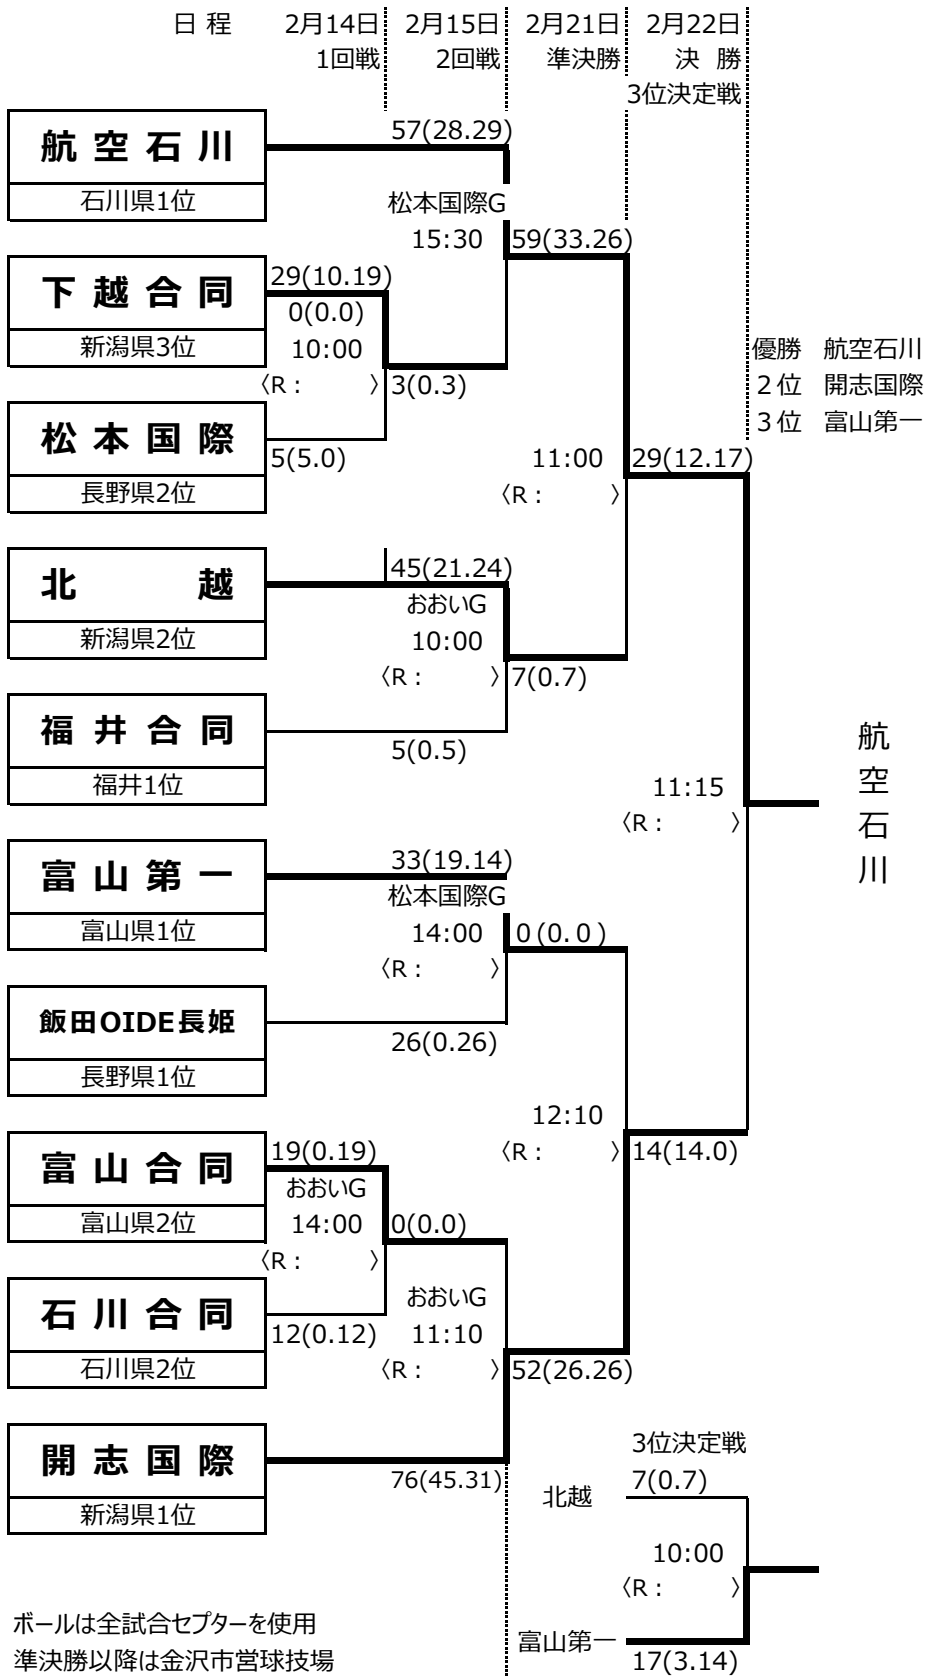 日 程 2月14日 2月15日 2月21日 2月22日
1回戦 2回戦 準決勝 決 勝
3位決定戦
57(28.29)
航 空 石 川
石川県1位
松本国際G
15:30
59(33.26)
29(10.19)
下 越 合 同
0(0.0)
新潟県3位
10:00
〈R： 〉
3(0.3)
優勝 航空石川
２位 開志国際
３位 富山第一
松 本 国 際
5(5.0)
長野県2位
11:00
〈R： 〉
29(12.17)
45(21.24)
北 越
おおいG
新潟県2位
10:00
〈R： 〉
7(0.7)
福 井 合 同
5(0.5)
福井1位
11:15
〈R： 〉
航
空
石
川
33(19.14)
富 山 第 一
松本国際G
富山県1位
14:00
0(0.0)
〈R： 〉
飯田OIDE長姫
26(0.26)
長野県1位
12:10
〈R： 〉
14(14.0)
19(0.19)
富 山 合 同
おおいG
富山県2位
14:00
0(0.0)
〈R： 〉
石 川 合 同
おおいG
12(0.12)
11:10
石川県2位
〈R： 〉
52(26.26)
開 志 国 際
76(45.31)
新潟県1位
3位決定戦
北越
7(0.7)
10:00
〈R： 〉
富山第一
17(3.14)
ボールは全試合セプターを使用
準決勝以降は金沢市営球技場